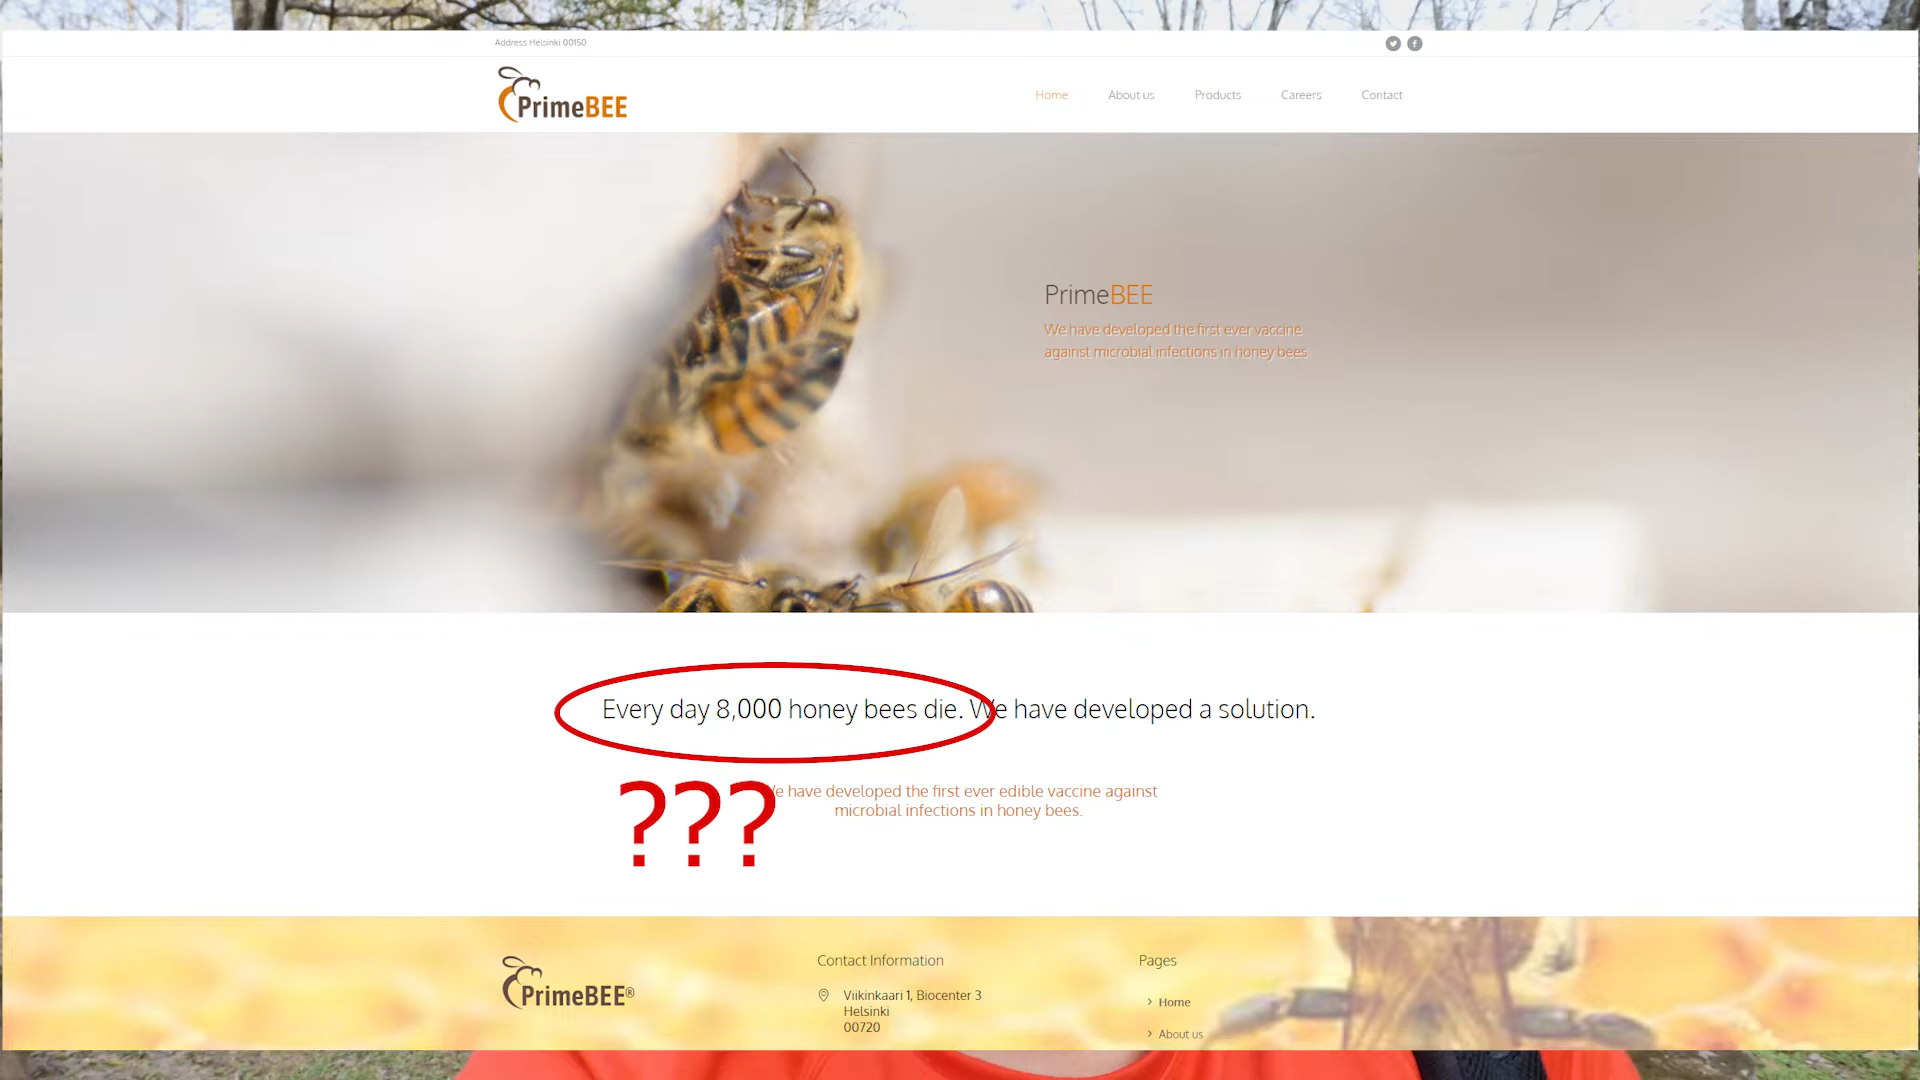 Address Helsinki 00150
PrimeBEE
Home About us Products Careers Contact
PrimeBEE
We have developed the first ever vaccine
against microbial infections in honey bees
Every day 8,000 honey bees die. We have developed a solution.
???
We have developed the first ever edible vaccine against
microbial infections in honey bees.
PrimeBEE®
Contact Information
Viikinkaari 1, Biocenter 3
Helsinki
00720
Pages
Home
About us